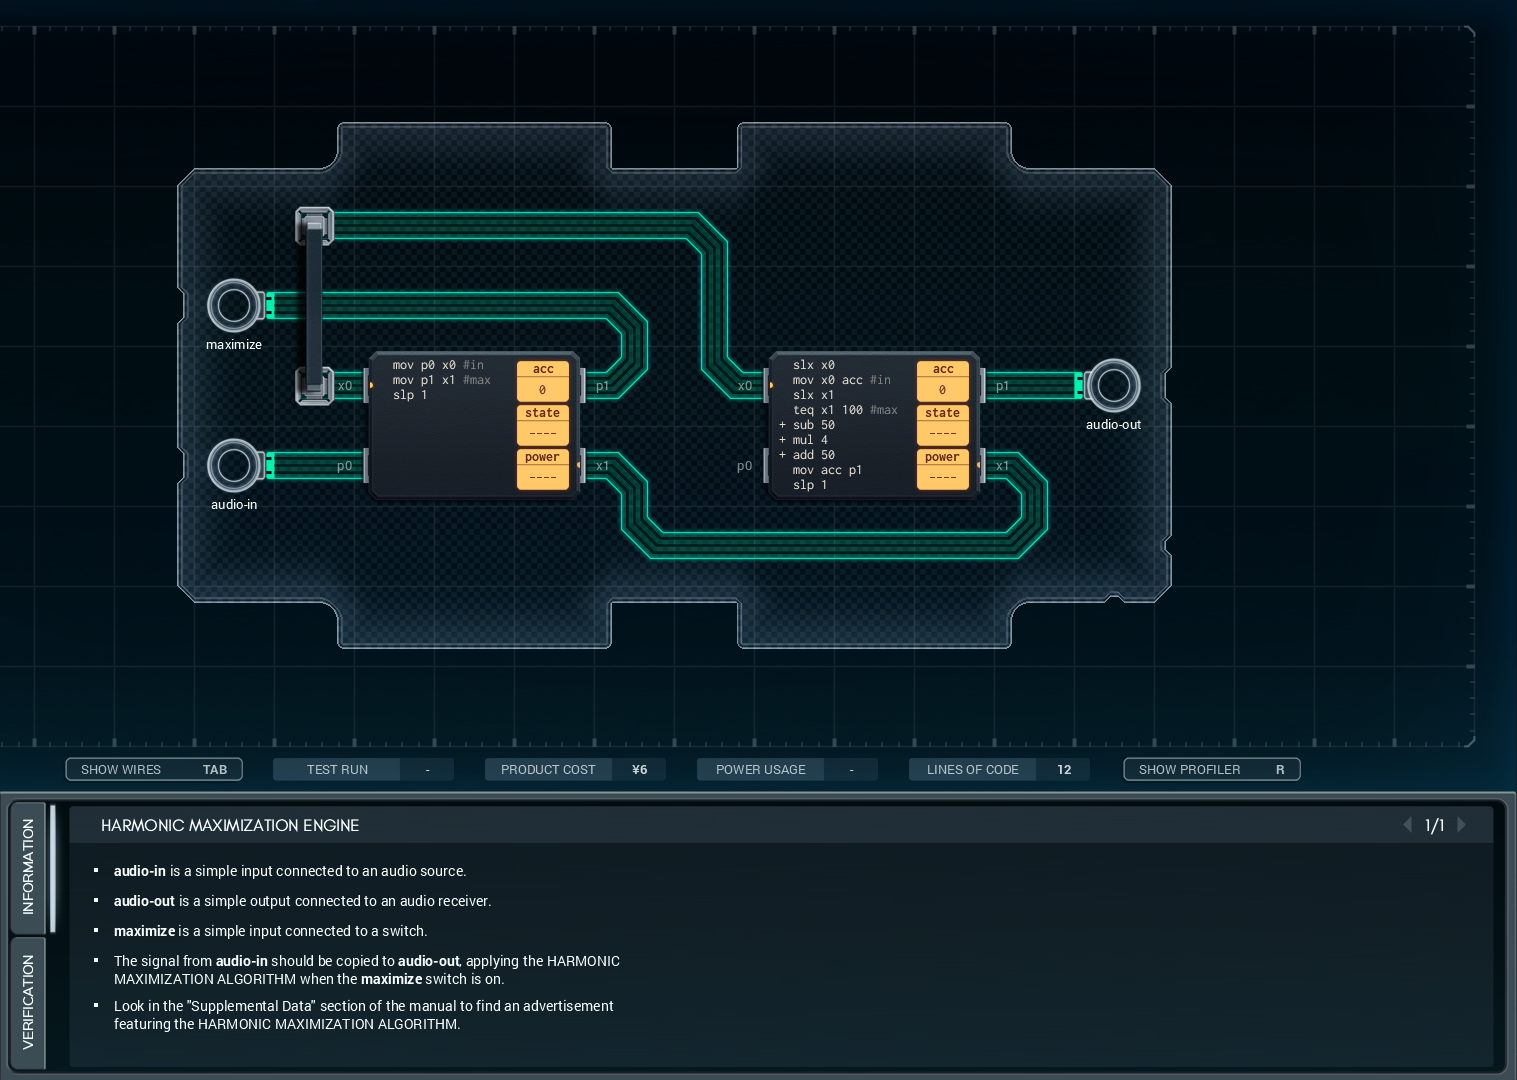 maximize
audio-in
x0
p0
mov p0 x0 #in
mov p1 x1 #max
slp 1
acc
0
state
----
power
----
p1
x1
x0
p0
slx x0
mov x0 acc #in
slx x1
teq x1 100 #max
+ sub 50
+ mul 4
+ add 50
mov acc p1
slp 1
acc
0
state
----
power
----
p1
x1
audio-out
SHOW WIRES TAB
TEST RUN -
PRODUCT COST ¥6
POWER USAGE -
LINES OF CODE 12
SHOW PROFILER R
INFORMATION
VERIFICATION
HARMONIC MAXIMIZATION ENGINE
1/1
▪ audio-in is a simple input connected to an audio source.
▪ audio-out is a simple output connected to an audio receiver.
▪ maximize is a simple input connected to a switch.
▪ The signal from audio-in should be copied to audio-out, applying the HARMONIC
MAXIMIZATION ALGORITHM when the maximize switch is on.
▪ Look in the "Supplemental Data" section of the manual to find an advertisement
featuring the HARMONIC MAXIMIZATION ALGORITHM.